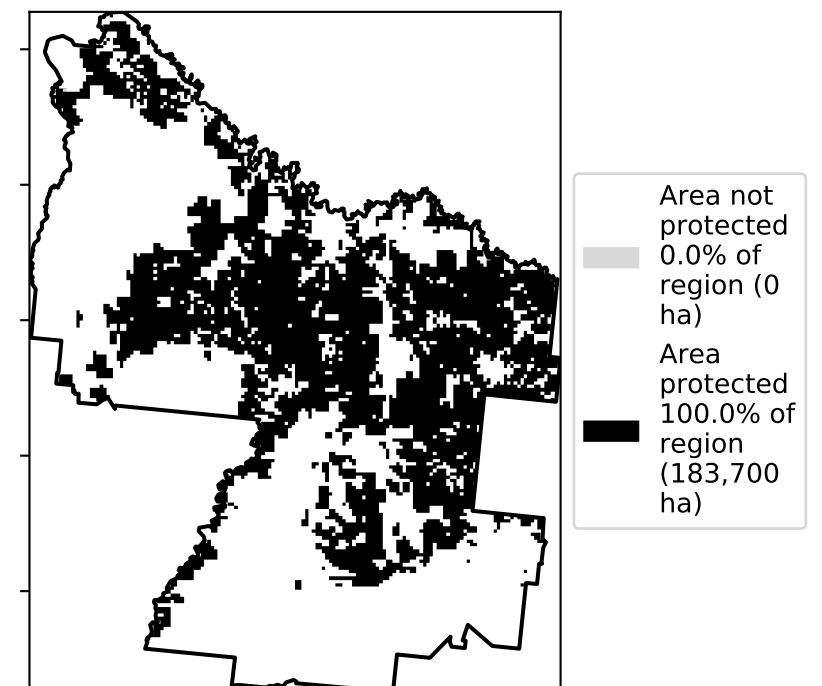 Area not
protected
0.0% of
region (0
ha)
Area
protected
100.0% of
region
(183,700
ha)